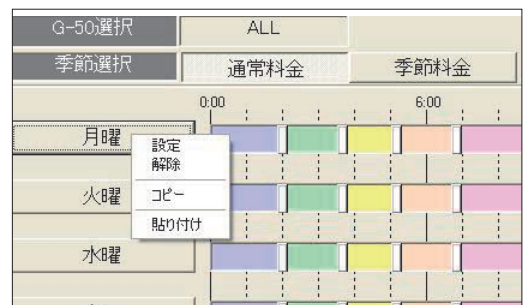 G-50選択 ALL
季節選択 通常料金 季節料金
0:00 6:00
月曜
設定
解除
コピー
貼り付け
火曜
水曜